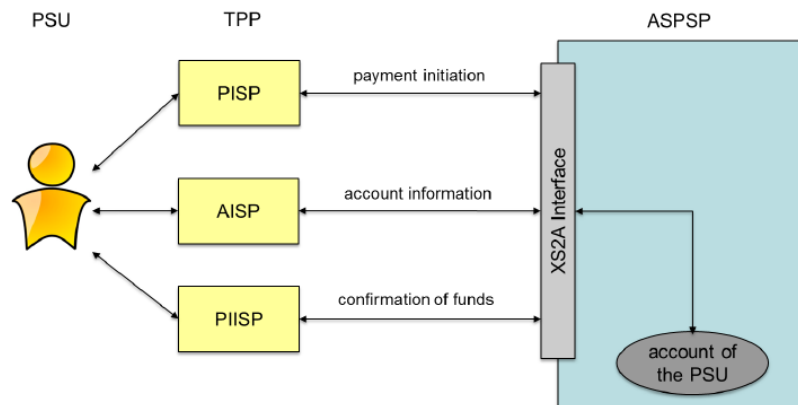 PSU
TPP
ASPSP
PISP
payment initiation
AISP
account information
PIISP
confirmation of funds
XS2A Interface
account of
the PSU